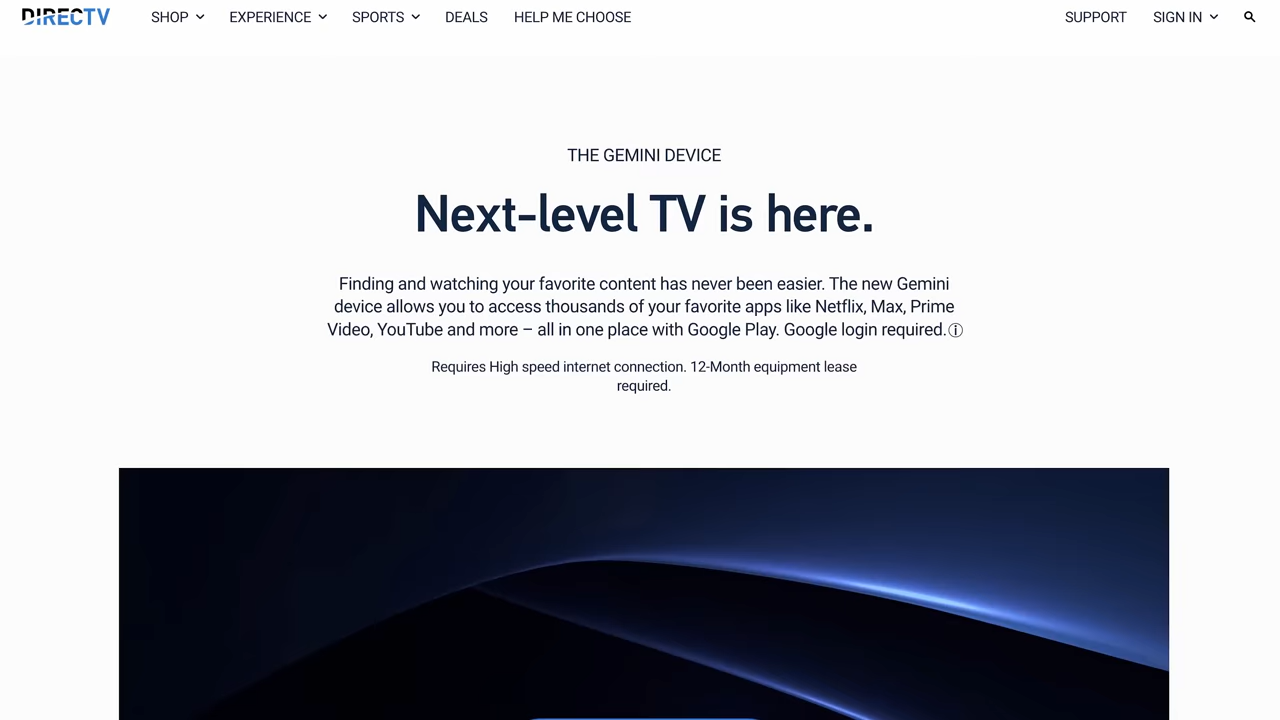 DIRECTV SHOP EXPERIENCE SPORTS DEALS HELP ME CHOOSE SUPPORT SIGN IN
THE GEMINI DEVICE
Next-level TV is here.
Finding and watching your favorite content has never been easier. The new Gemini
device allows you to access thousands of your favorite apps like Netflix, Max, Prime
Video, YouTube and more – all in one place with Google Play. Google login required.ⓘ
Requires High speed internet connection. 12-Month equipment lease
required.